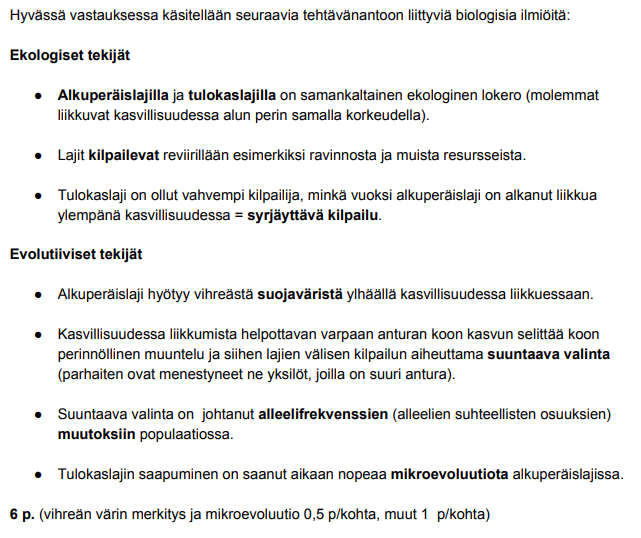 Hyvässä vastauksessa käsitellään seuraavia tehtävänantoon liittyviä biologisia ilmiöitä:
Ekologiset tekijät
● Alkuperäislajilla ja tulokaslajilla on samankaltainen ekologinen lokero (molemmat
liikkuvat kasvillisuudessa alun perin samalla korkeudella).
● Lajit kilpailevat reviirillään esimerkiksi ravinnosta ja muista resursseista.
● Tulokaslaji on ollut vahvempi kilpailija, minkä vuoksi alkuperäislaji on alkanut liikkua
ylempänä kasvillisuudessa = syrjäyttävä kilpailu.
Evolutiiviset tekijät
● Alkuperäislaji hyötyy vihreästä suojaväristä ylhäällä kasvillisuudessa liikkuessaan.
● Kasvillisuudessa liikkumista helpottavan varpaan anturan koon kasvun selittää koon
perinnöllinen muuntelu ja siihen lajien välisen kilpailun aiheuttama suuntaava valinta
(parhaiten ovat menestyneet ne yksilöt, joilla on suuri antura).
● Suuntaava valinta on johtanut alleelifrekvenssien (alleelien suhteellisten osuuksien)
muutoksiin populaatiossa.
● Tulokaslajin saapuminen on saanut aikaan nopeaa mikroevoluutiota alkuperäislajissa.
6 p. (vihreän värin merkitys ja mikroevoluutio 0,5 p/kohta, muut 1 p/kohta)